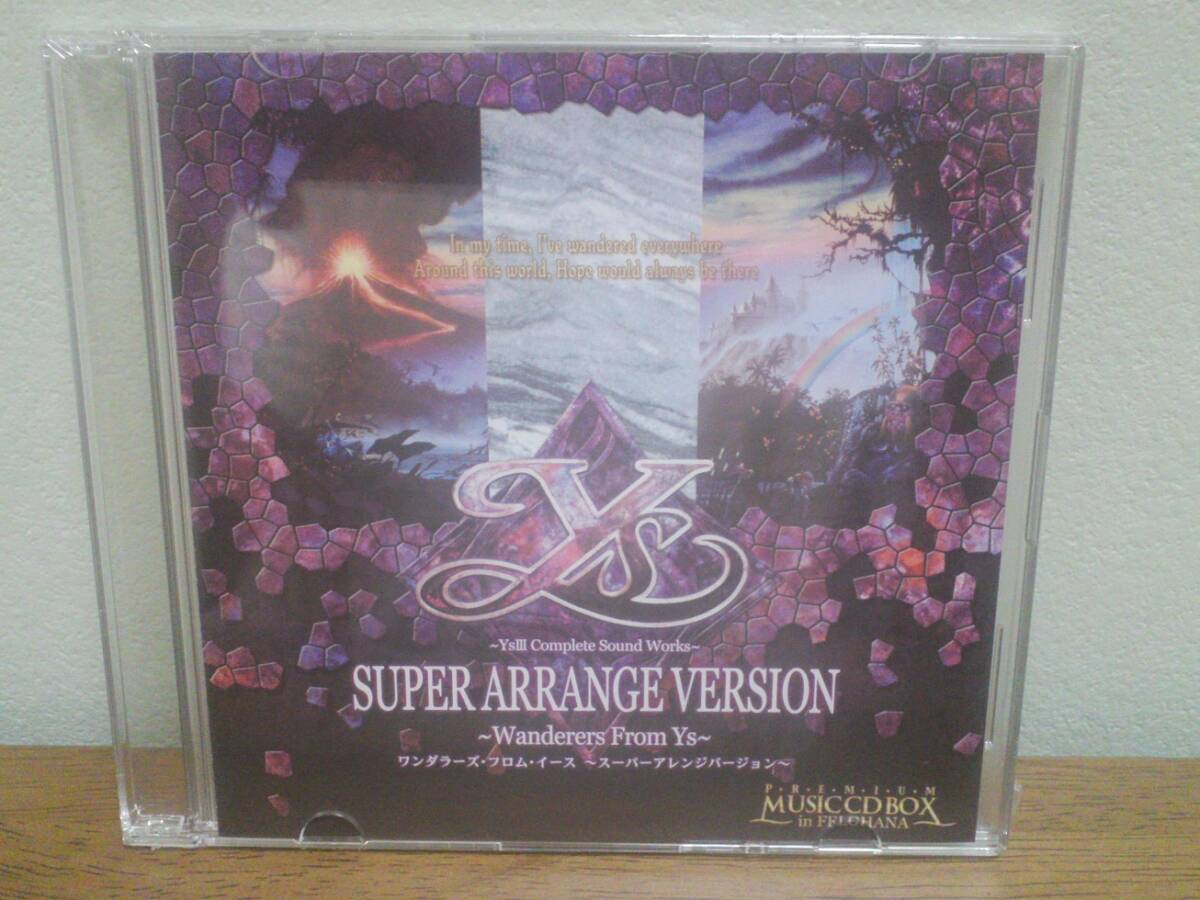 In my time, I've wandered everywhere
Around this world, Hope would always be there
Ys
~YsⅢ Complete Sound Works~
SUPER ARRANGE VERSION
~Wanderers From Ys~
ワンダラーズ・フロム・イース ～スーパーアレンジバージョン～
P・R・E・M・I・U・M
MUSIC CD BOX
in FELGHANA